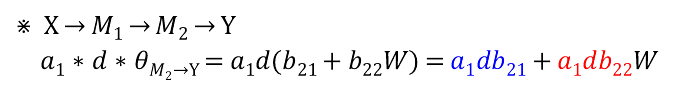 ※ X → M₁ → M₂ → Y
a₁ * d * θ_{M₂→Y} = a₁d(b₂₁ + b₂₂W) = a₁db₂₁ + a₁db₂₂W